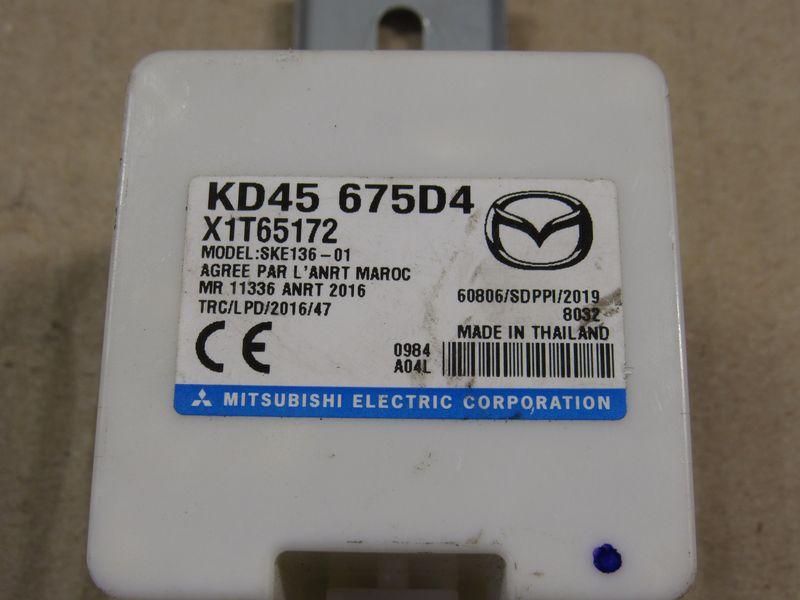 KD45 675D4
X1T65172
MODEL:SKE136-01
AGREE PAR L'ANRT MAROC
MR 11336 ANRT 2016
TRC/LPD/2016/47
60806/SDPPI/2019
8032
MADE IN THAILAND
CE
0984
A04L
MITSUBISHI ELECTRIC CORPORATION